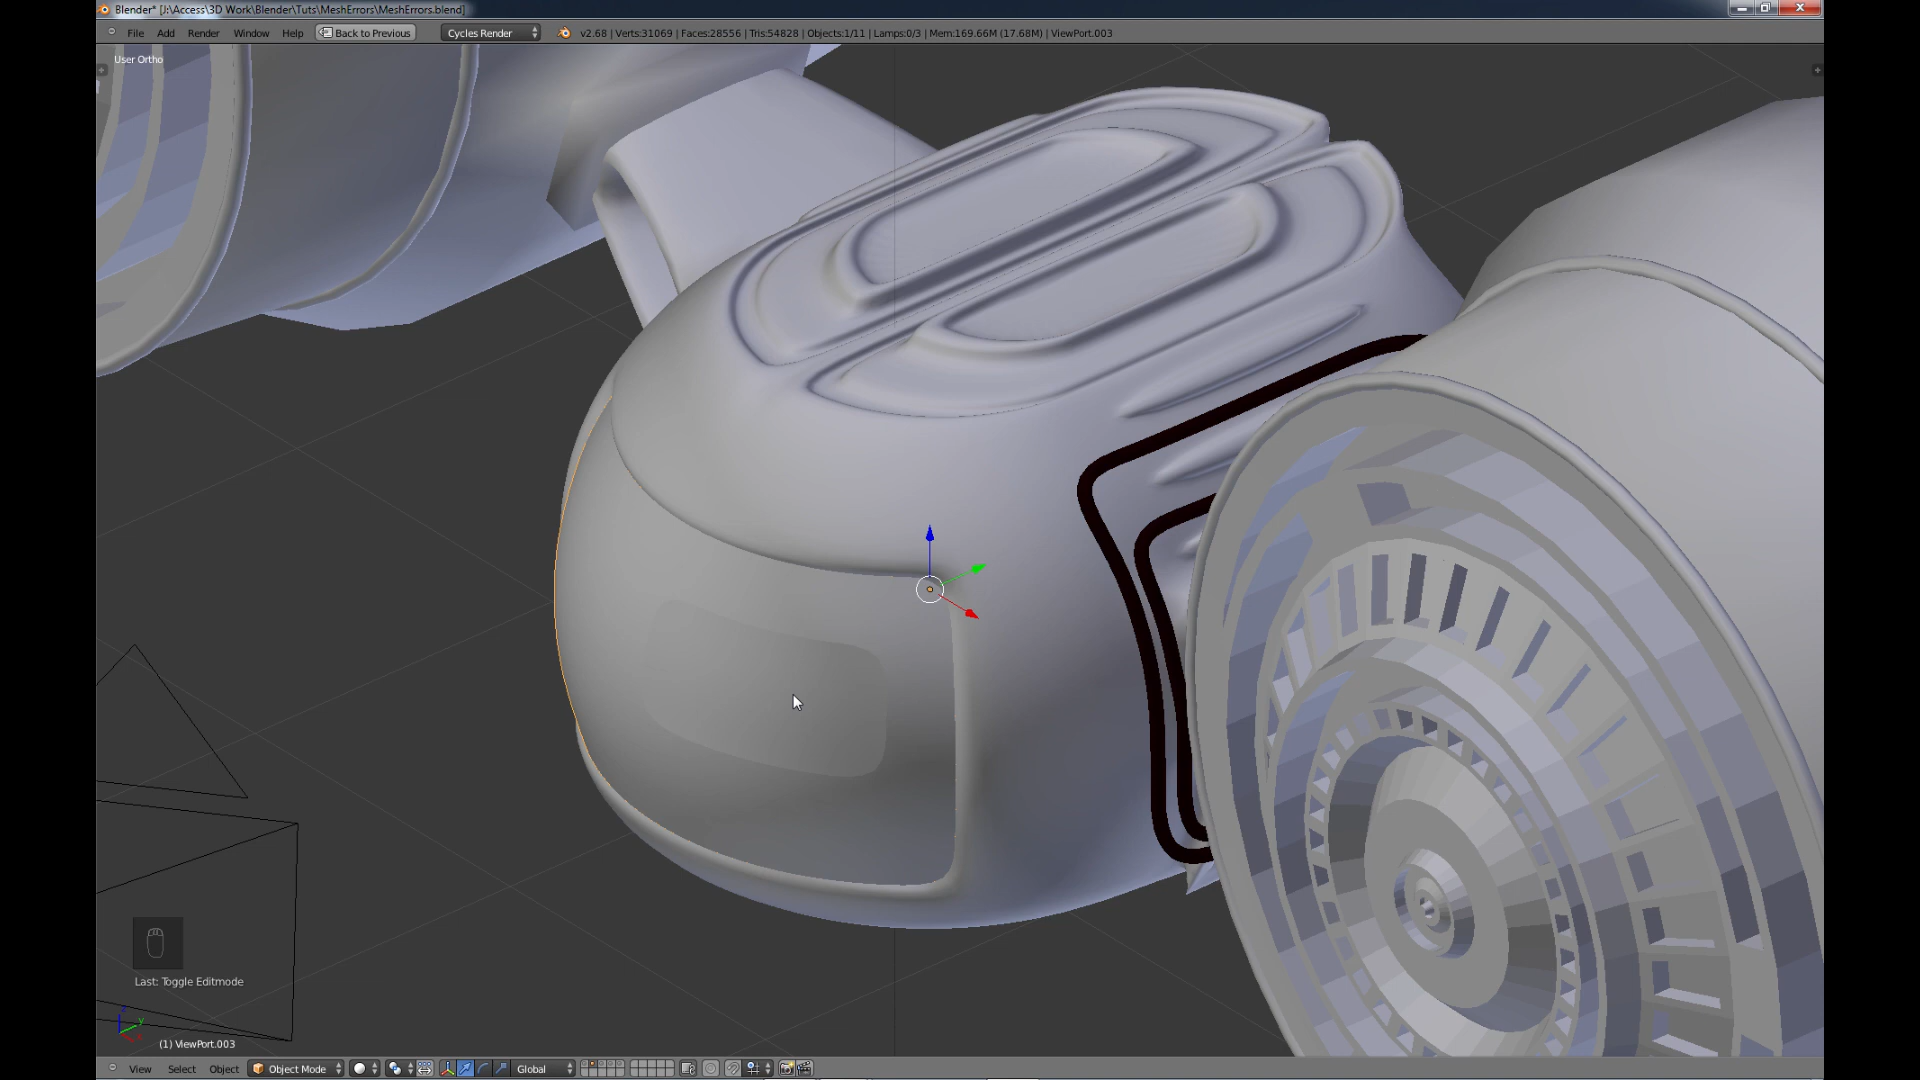 Blender* [J:\Access\3D Work\Blender\Tuts\MeshErrors\MeshErrors.blend]
File Add Render Window Help Back to Previous Cycles Render v2.68 | Verts:31069 | Faces:28556 | Tris:54828 | Objects:1/11 | Lamps:0/3 | Mem:169.66M (17.68M) | ViewPort.003
User Ortho
Last: Toggle Editmode
z
y
(1) ViewPort.003
View Select Object Object Mode Global